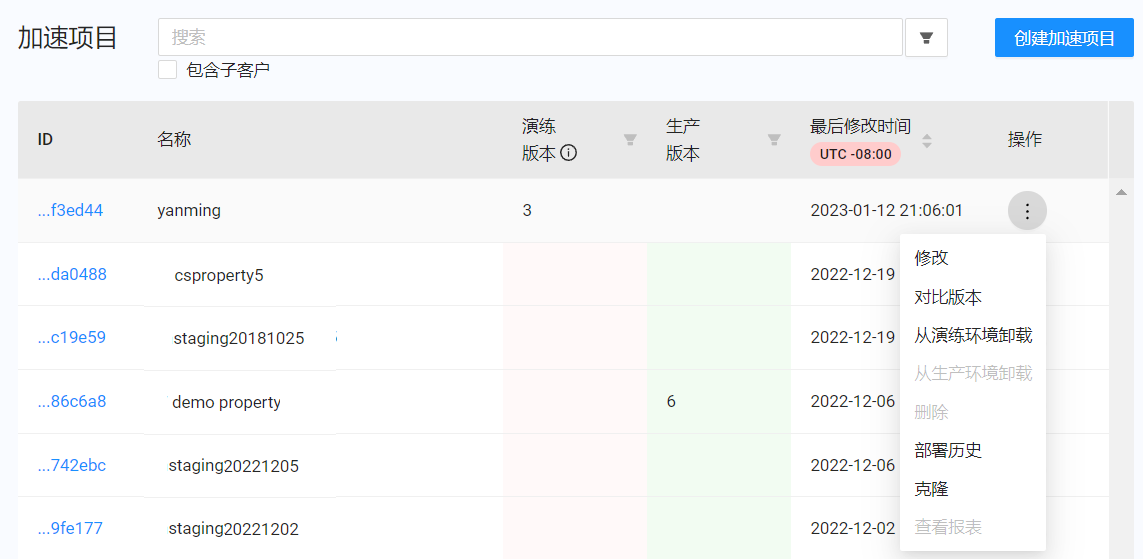 加速项目
搜索
创建加速项目
包含子客户
ID 名称 演练版本 生产版本 最后修改时间 UTC -08:00 操作
...f3ed44 yanming 3 2023-01-12 21:06:01
...da0488 csproperty5 2022-12-19
...c19e59 staging20181025 2022-12-19
...86c6a8 demo property 6 2022-12-06
...742ebc staging20221205 2022-12-06
...9fe177 staging20221202 2022-12-02
修改
对比版本
从演练环境卸载
从生产环境卸载
删除
部署历史
克隆
查看报表